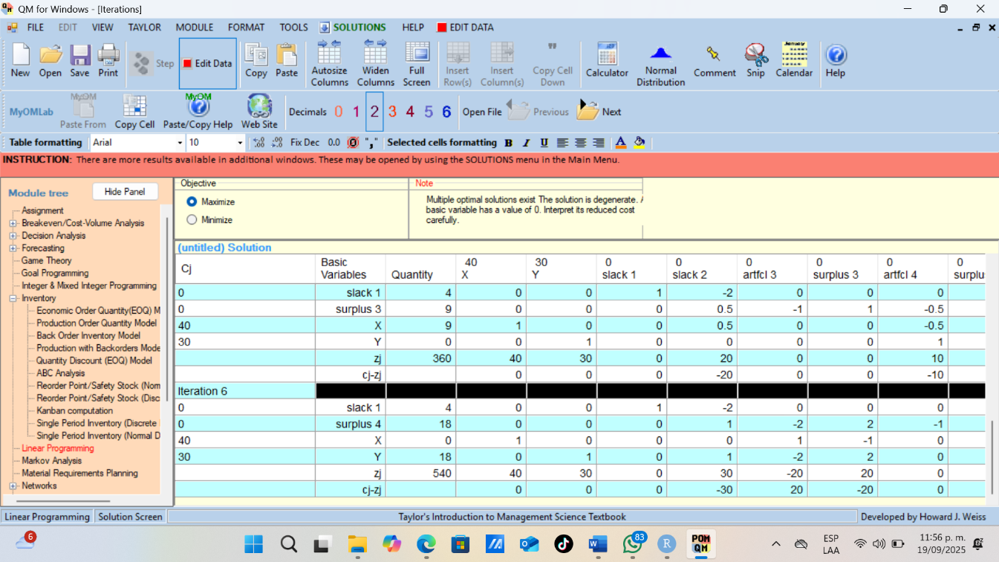 QM for Windows - [Iterations]
FILE EDIT VIEW TAYLOR MODULE FORMAT TOOLS SOLUTIONS HELP EDIT DATA
New Open Save Print Step Edit Data Copy Paste Autosize Columns Widen Columns Full Screen Insert Row(s) Insert Column(s) Copy Cell Down Calculator Normal Distribution Comment Snip Calendar Help
MyOMLab Paste From Copy Cell Paste/Copy Help Web Site Decimals 0 1 2 3 4 5 6 Open File Previous Next
Table formatting Arial 10 Fix Dec 0.0 "," Selected cells formatting B I U A
INSTRUCTION: There are more results available in additional windows. These may be opened by using the SOLUTIONS menu in the Main Menu.
Module tree Hide Panel
Assignment
Breakeven/Cost-Volume Analysis
Decision Analysis
Forecasting
Game Theory
Goal Programming
Integer & Mixed Integer Programming
Inventory
Economic Order Quantity(EOQ) M
Production Order Quantity Model
Back Order Inventory Model
Production with Backorders Mode
Quantity Discount (EOQ) Model
ABC Analysis
Reorder Point/Safety Stock (Nom
Reorder Point/Safety Stock (Disc
Kanban computation
Single Period Inventory (Discrete
Single Period Inventory (Normal D
Linear Programming
Markov Analysis
Material Requirements Planning
Networks
Objective
Maximize
Minimize
Note
Multiple optimal solutions exist The solution is degenerate. A
basic variable has a value of 0. Interpret its reduced cost
carefully.
(untitled) Solution
Cj Basic Variables Quantity 40 X 30 Y 0 slack 1 0 slack 2 0 artfcl 3 0 surplus 3 0 artfcl 4 0 surplu
0 slack 1 4 0 0 1 -2 0 0 0
0 surplus 3 9 0 0 0 0.5 -1 1 -0.5
40 X 9 1 0 0 0.5 0 0 -0.5
30 Y 0 0 1 0 0 0 0 1
zj 360 40 30 0 20 0 0 10
cj-zj 0 0 0 -20 0 0 -10
Iteration 6
0 slack 1 4 0 0 1 -2 0 0 0
0 surplus 4 18 0 0 0 1 -2 2 -1
40 X 0 1 0 0 0 1 -1 0
30 Y 18 0 1 0 1 -2 2 0
zj 540 40 30 0 30 -20 20 0
cj-zj 0 0 0 -30 20 -20 0
Linear Programming Solution Screen Taylor's Introduction to Management Science Textbook Developed by Howard J. Weiss
6 83 POM QM ESP LAA 11:56 p. m. 19/09/2025